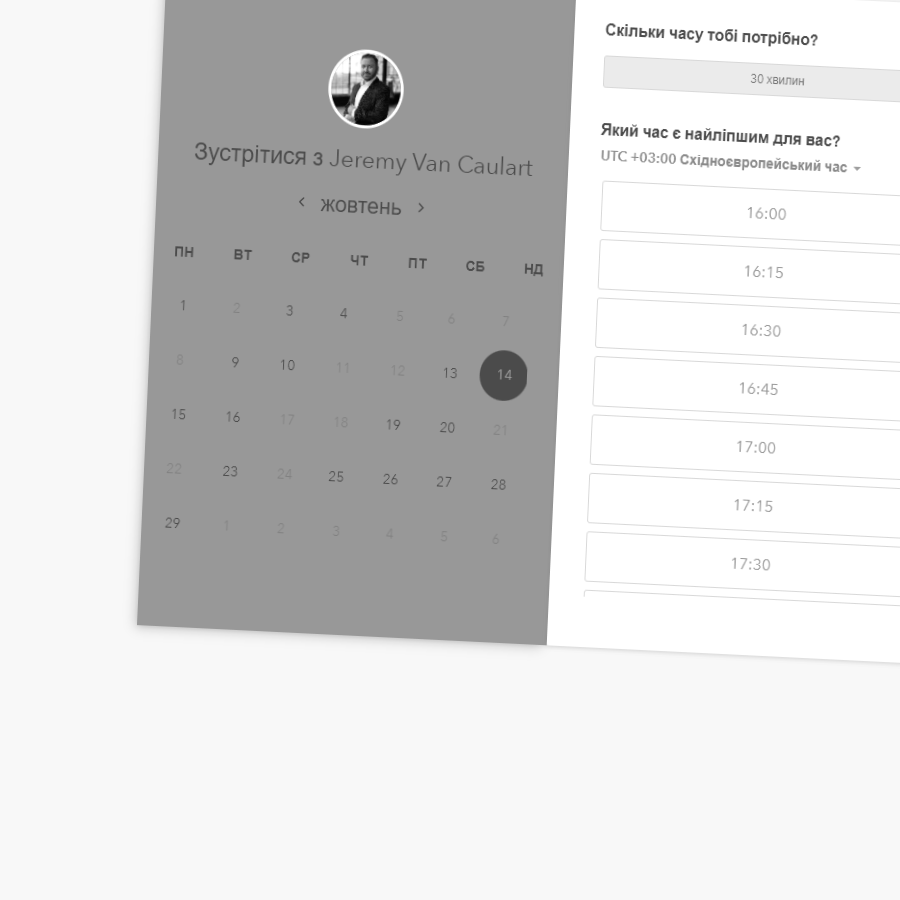 Зустрітися з Jeremy Van Caulart
‹ жовтень ›
ПН ВТ СР ЧТ ПТ СБ НД
1 2 3 4 5 6 7
8 9 10 11 12 13 14
15 16 17 18 19 20 21
22 23 24 25 26 27 28
29 1 2 3 4 5 6
Скільки часу тобі потрібно?
30 хвилин
Який час є найліпшим для вас?
UTC +03:00 Східноєвропейський час
16:00
16:15
16:30
16:45
17:00
17:15
17:30